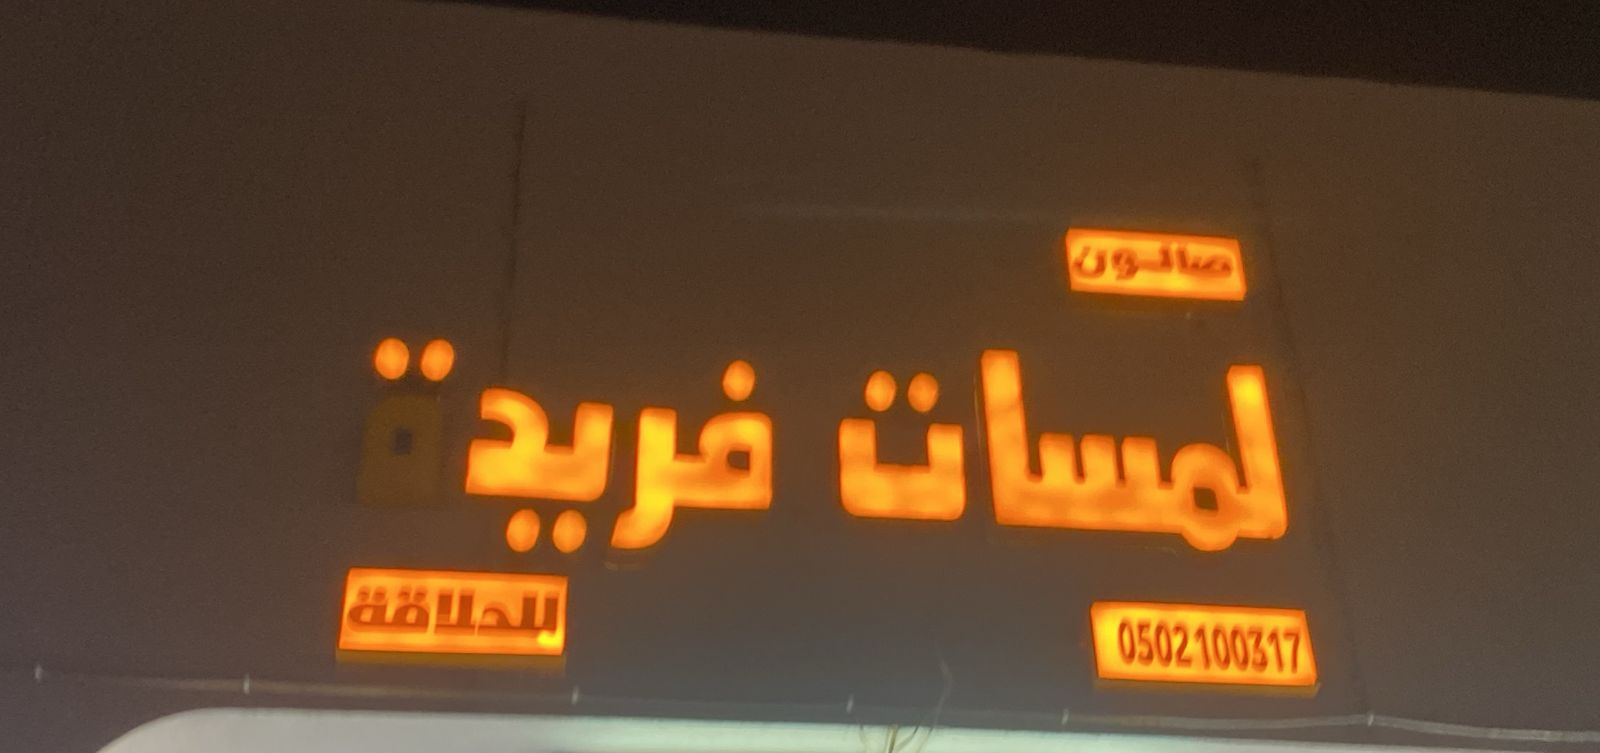 صالون
لمسات فريدة
للحلاقة
0502100317